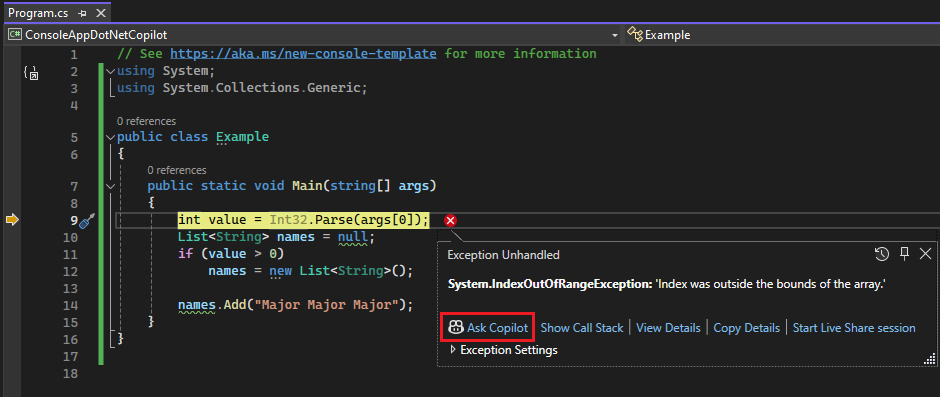 Program.cs
C# ConsoleAppDotNetCopilot Example
1 // See https://aka.ms/new-console-template for more information
2 using System;
3 using System.Collections.Generic;
4
0 references
5 public class Example
6 {
0 references
7 public static void Main(string[] args)
8 {
9 int value = Int32.Parse(args[0]);
10 List<String> names = null;
11 if (value > 0)
12 names = new List<String>();
13
14 names.Add("Major Major Major");
15 }
16 }
17
18
Exception Unhandled
System.IndexOutOfRangeException: 'Index was outside the bounds of the array.'
Ask Copilot | Show Call Stack | View Details | Copy Details | Start Live Share session
Exception Settings